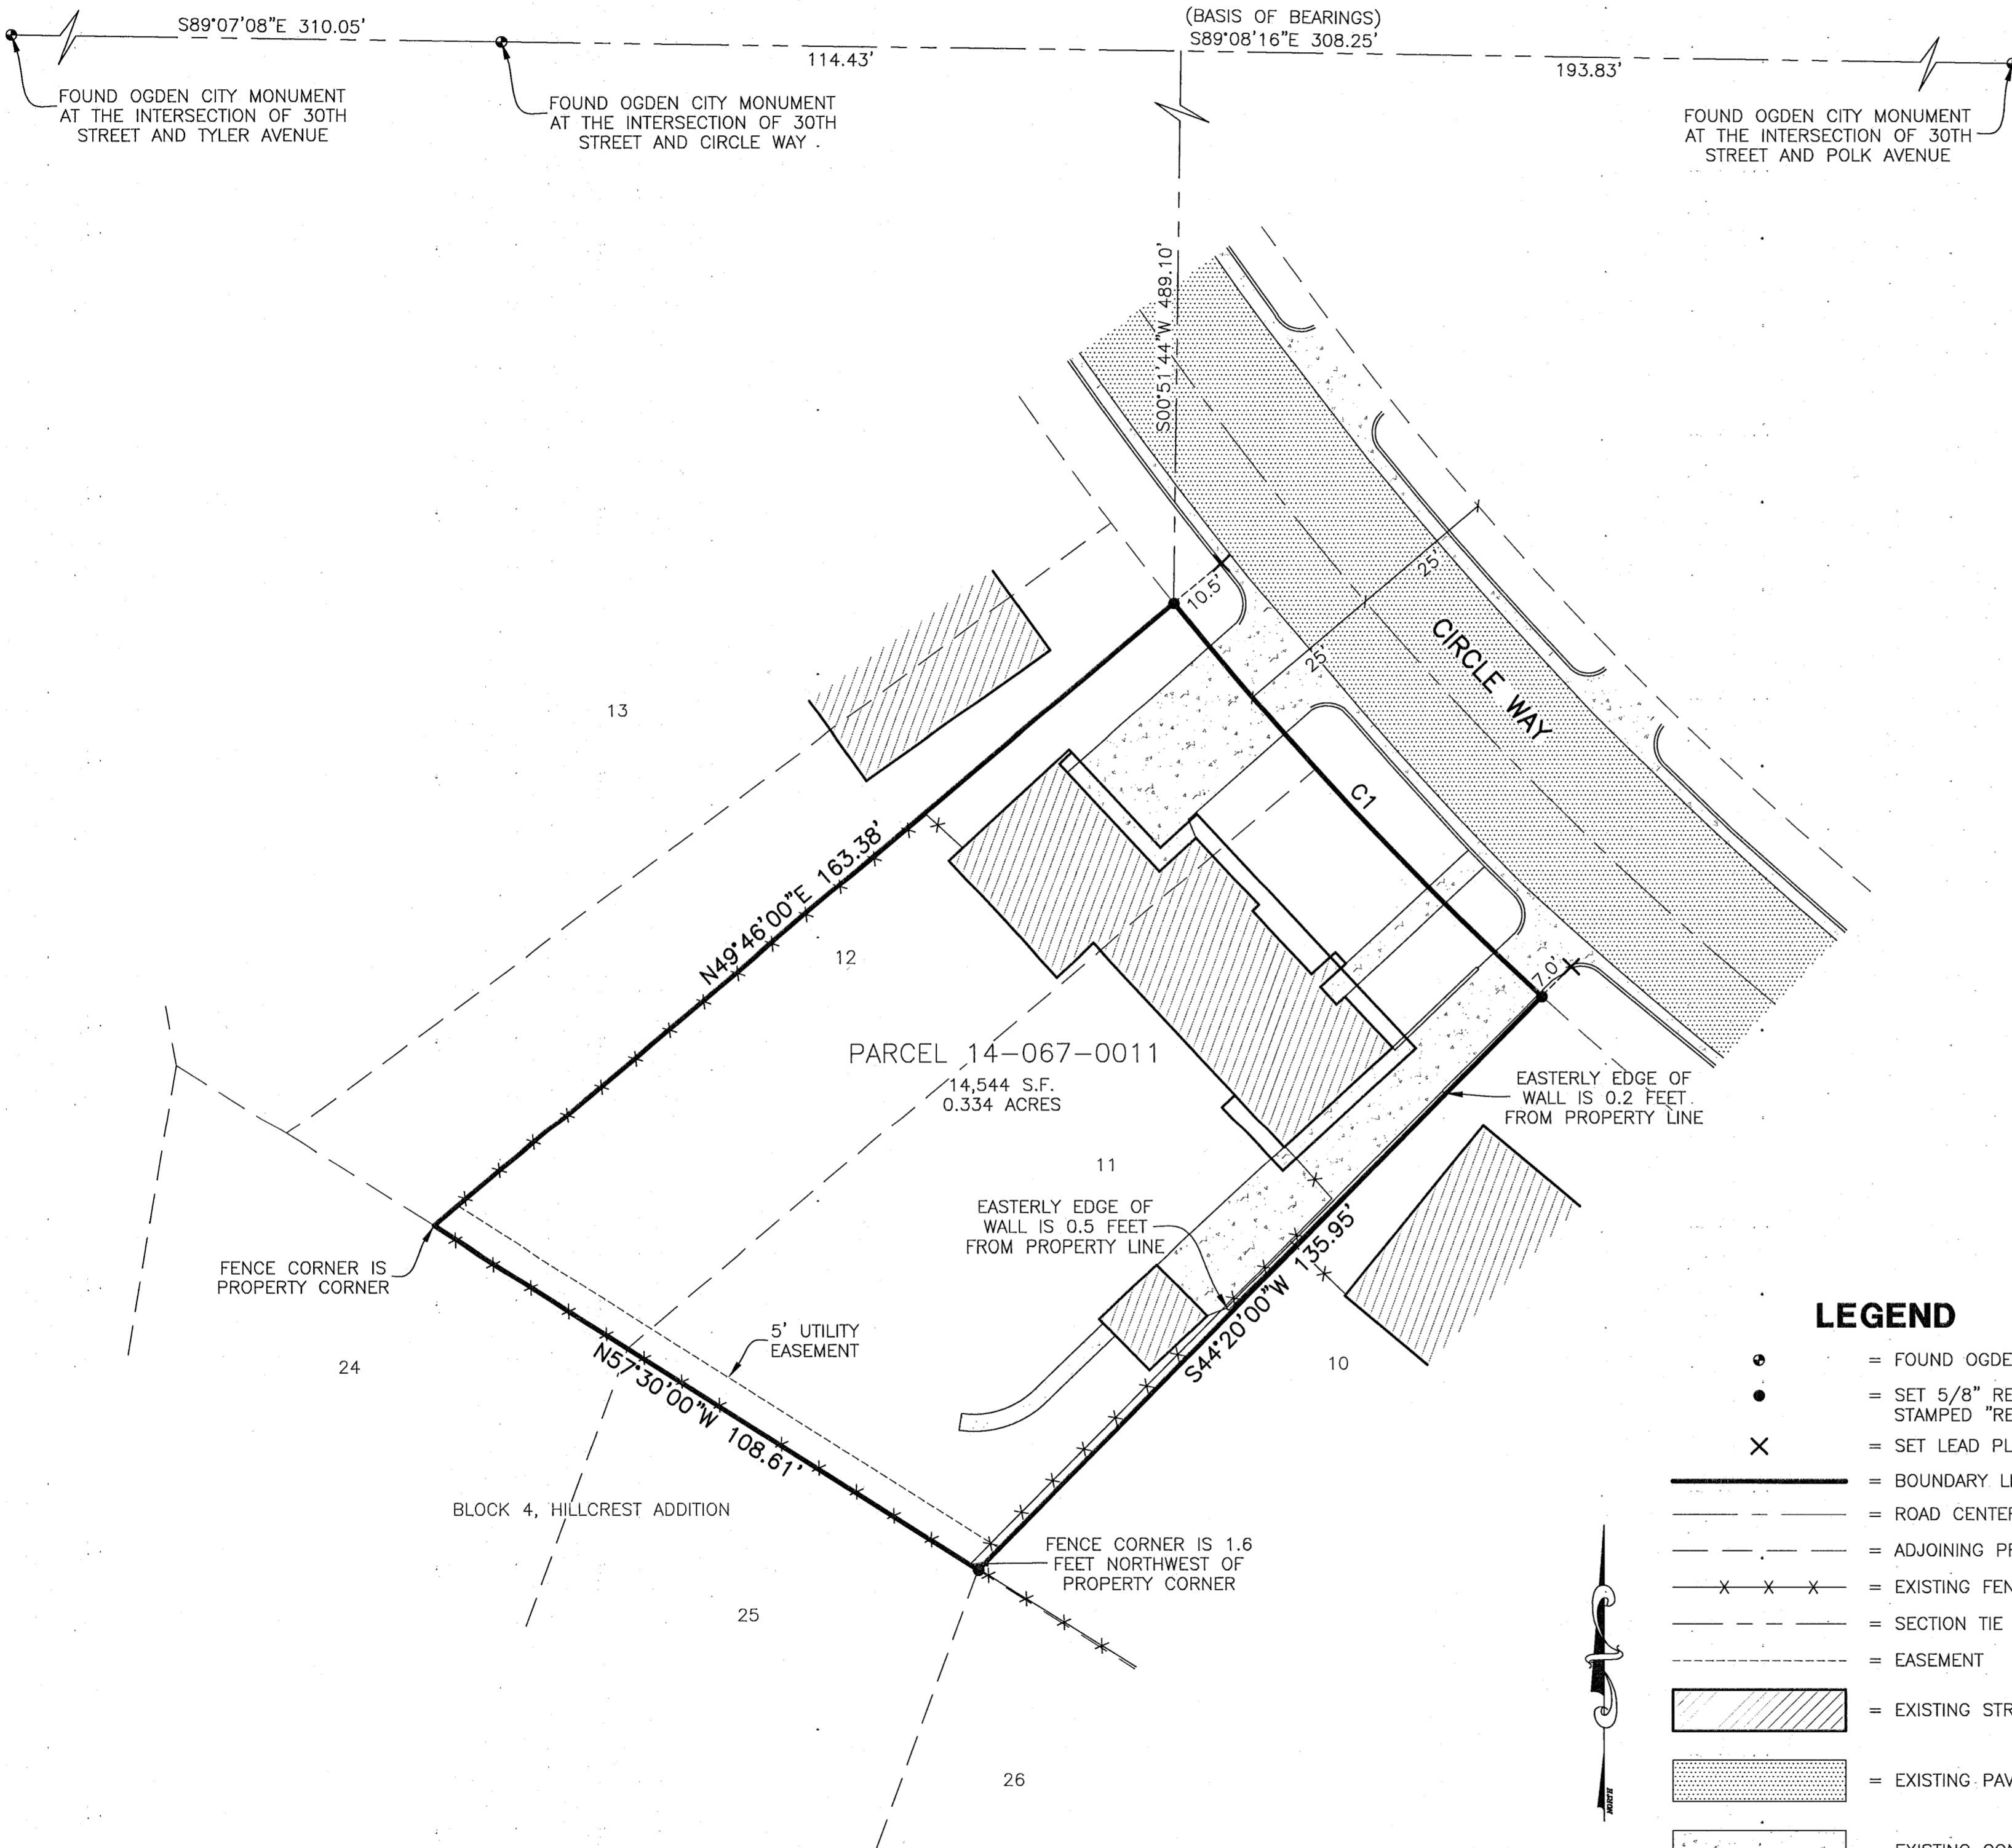 S89°07'08"E 310.05'
(BASIS OF BEARINGS)
S89°08'16"E 308.25'
114.43'
193.83'
FOUND OGDEN CITY MONUMENT
AT THE INTERSECTION OF 30TH
STREET AND TYLER AVENUE
FOUND OGDEN CITY MONUMENT
AT THE INTERSECTION OF 30TH
STREET AND CIRCLE WAY
FOUND OGDEN CITY MONUMENT
AT THE INTERSECTION OF 30TH
STREET AND POLK AVENUE
S00°51'44"W 489.10'
10.5'
25'
25'
CIRCLE WAY
C1
13
N49°46'00"E 163.38'
12
7.0'
PARCEL 14-067-0011
14,544 S.F.
0.334 ACRES
EASTERLY EDGE OF
WALL IS 0.2 FEET
FROM PROPERTY LINE
11
EASTERLY EDGE OF
WALL IS 0.5 FEET
FROM PROPERTY LINE
S44°20'00"W 135.95'
FENCE CORNER IS
PROPERTY CORNER
5' UTILITY
EASEMENT
N57°30'00"W 108.61'
24
10
BLOCK 4, HILLCREST ADDITION
FENCE CORNER IS 1.6
FEET NORTHWEST OF
PROPERTY CORNER
25
26
LEGEND
= FOUND OGDE
= SET 5/8" RE
STAMPED "RE
= SET LEAD PL
= BOUNDARY LI
= ROAD CENTER
= ADJOINING PR
= EXISTING FEN
= SECTION TIE
= EASEMENT
= EXISTING STR
= EXISTING PAV
NORTH